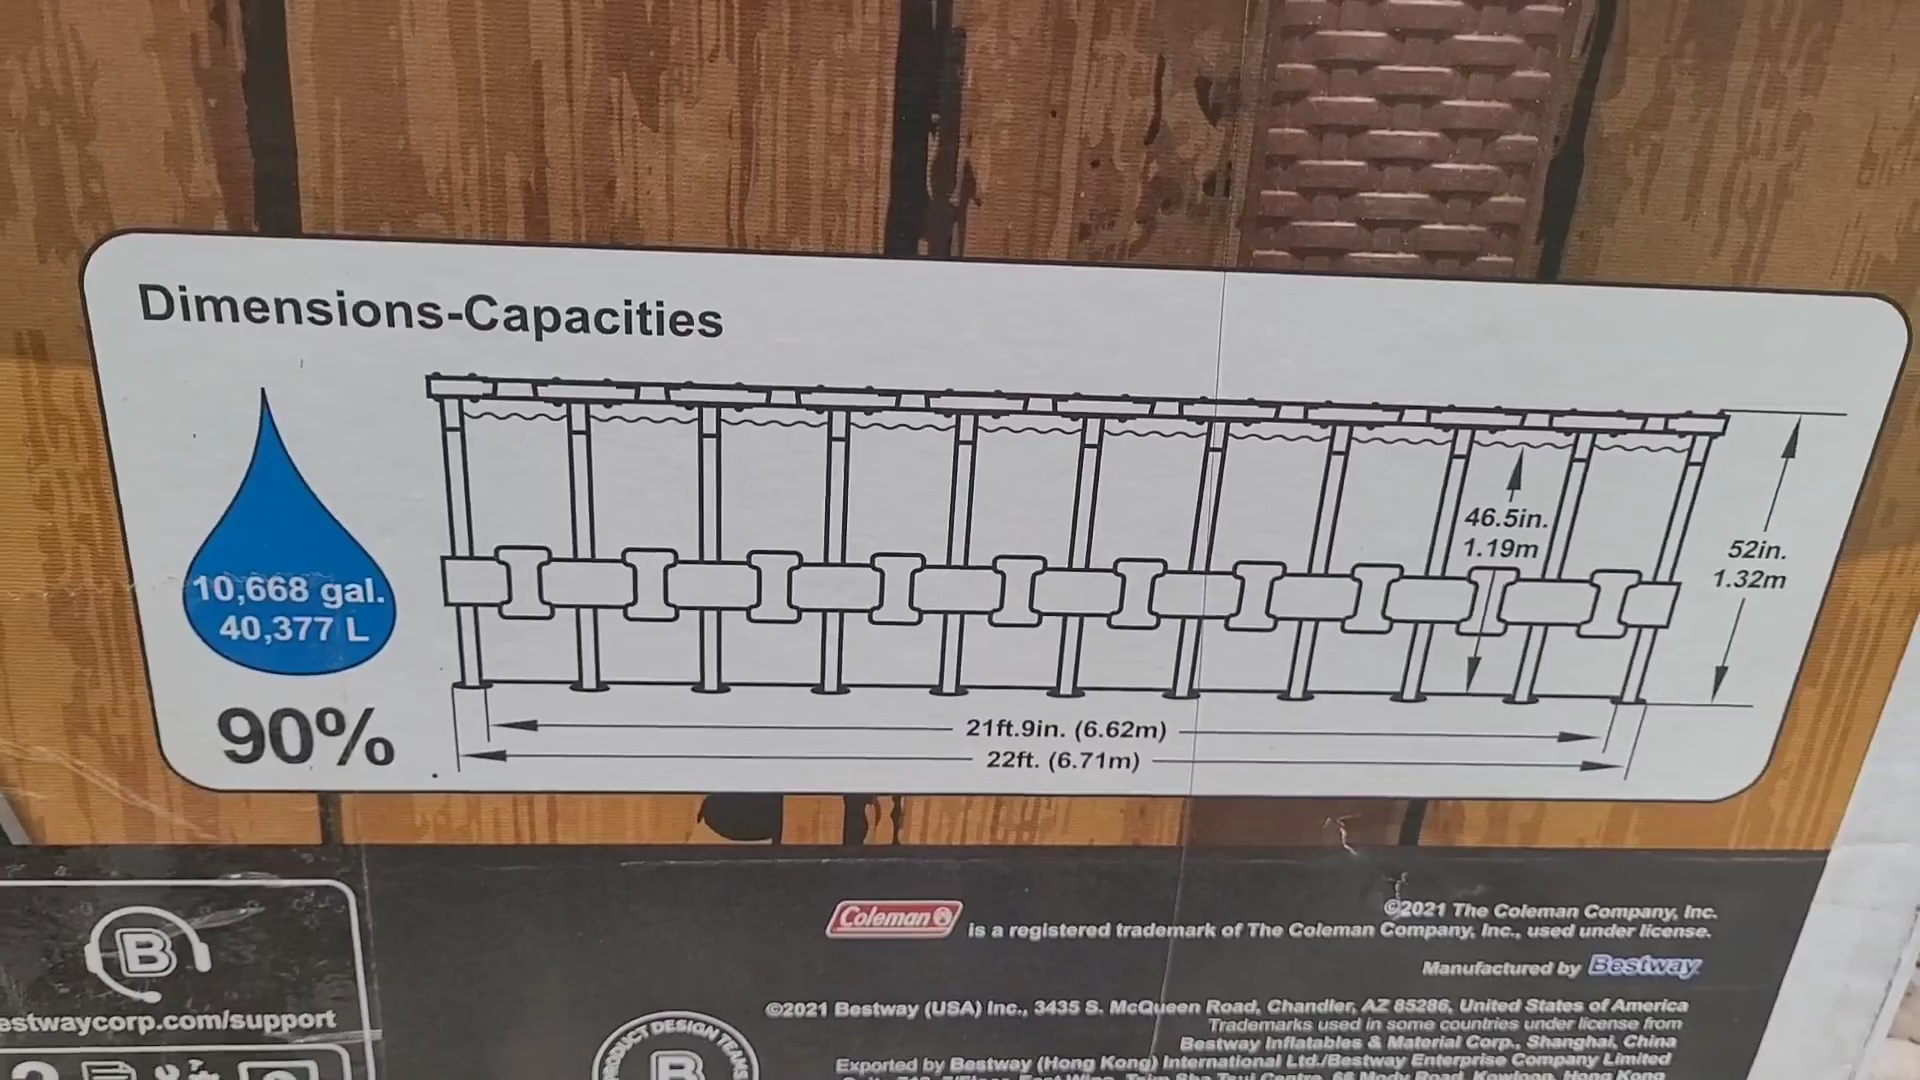 Dimensions-Capacities
10,668 gal.
40,377 L
90%
46.5in.
1.19m
52in.
1.32m
21ft.9in. (6.62m)
22ft. (6.71m)
Coleman
is a registered trademark of The Coleman Company, Inc., used under license.
©2021 The Coleman Company, Inc.
Manufactured by Bestway
©2021 Bestway (USA) Inc., 3435 S. McQueen Road, Chandler, AZ 85286, United States of America
Trademarks used in some countries under license from
Bestway Inflatables & Material Corp., Shanghai, China
Exported by Bestway (Hong Kong) International Ltd./Bestway Enterprise Company Limited
B
estwaycorp.com/support
PRODUCT DESIGN TEAMS
B